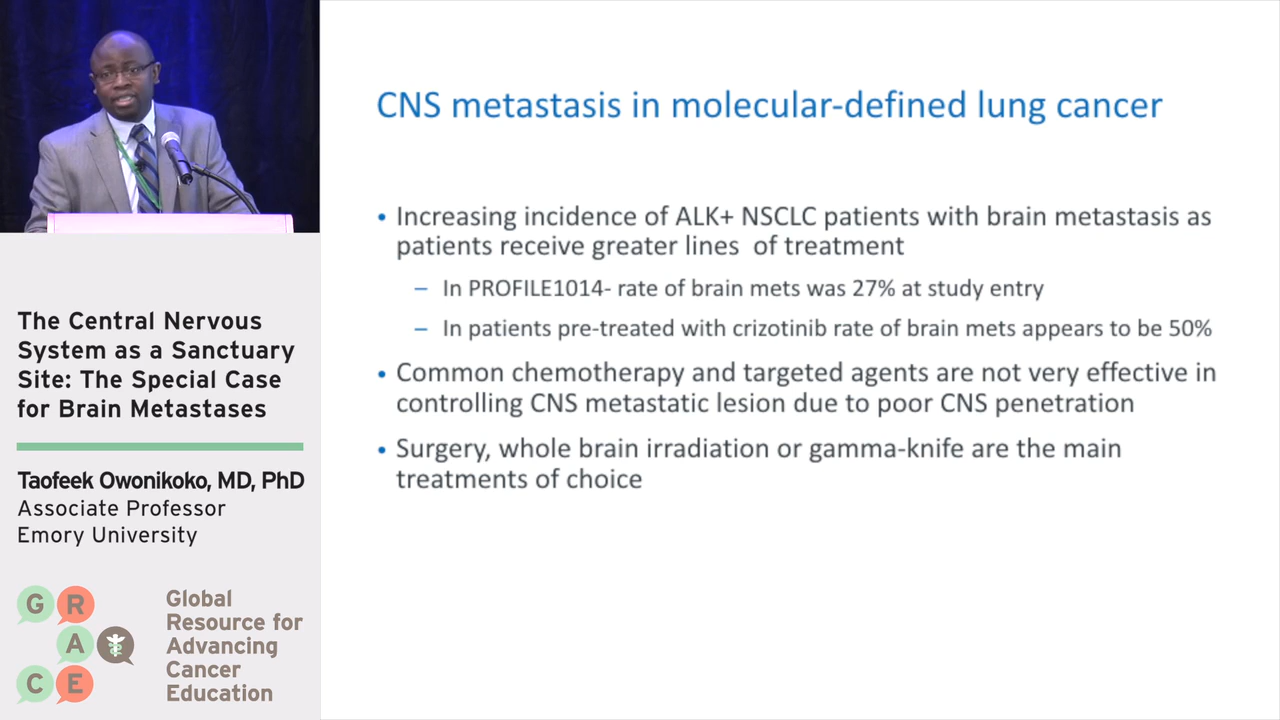 The Central Nervous
System as a Sanctuary
Site: The Special Case
for Brain Metastases
Taofeek Owonikoko, MD, PhD
Associate Professor
Emory University
G R
A
C E
Global
Resource for
Advancing
Cancer
Education
CNS metastasis in molecular-defined lung cancer
• Increasing incidence of ALK+ NSCLC patients with brain metastasis as
patients receive greater lines of treatment
– In PROFILE1014- rate of brain mets was 27% at study entry
– In patients pre-treated with crizotinib rate of brain mets appears to be 50%
• Common chemotherapy and targeted agents are not very effective in
controlling CNS metastatic lesion due to poor CNS penetration
• Surgery, whole brain irradiation or gamma-knife are the main
treatments of choice